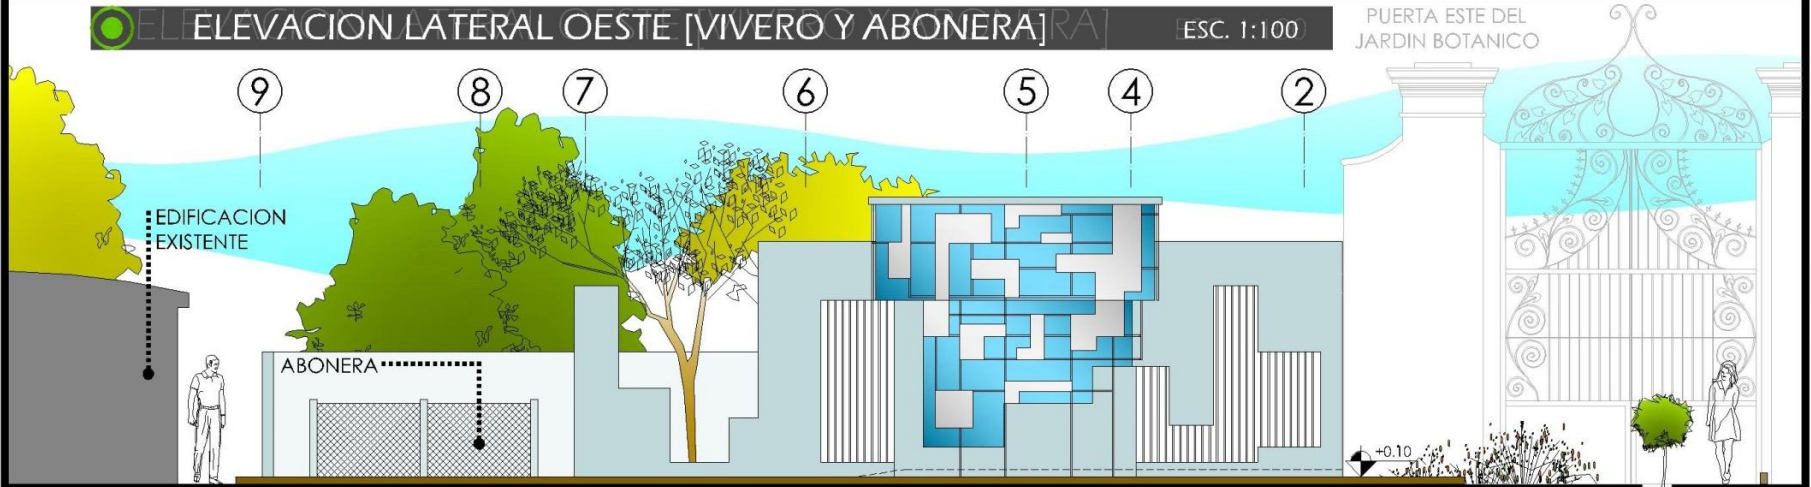 ELEVACION LATERAL OESTE [VIVERO Y ABONERA]
ESC. 1:100
PUERTA ESTE DEL
JARDIN BOTANICO
9
8
7
6
5
4
2
EDIFICACION
EXISTENTE
ABONERA
+0.10